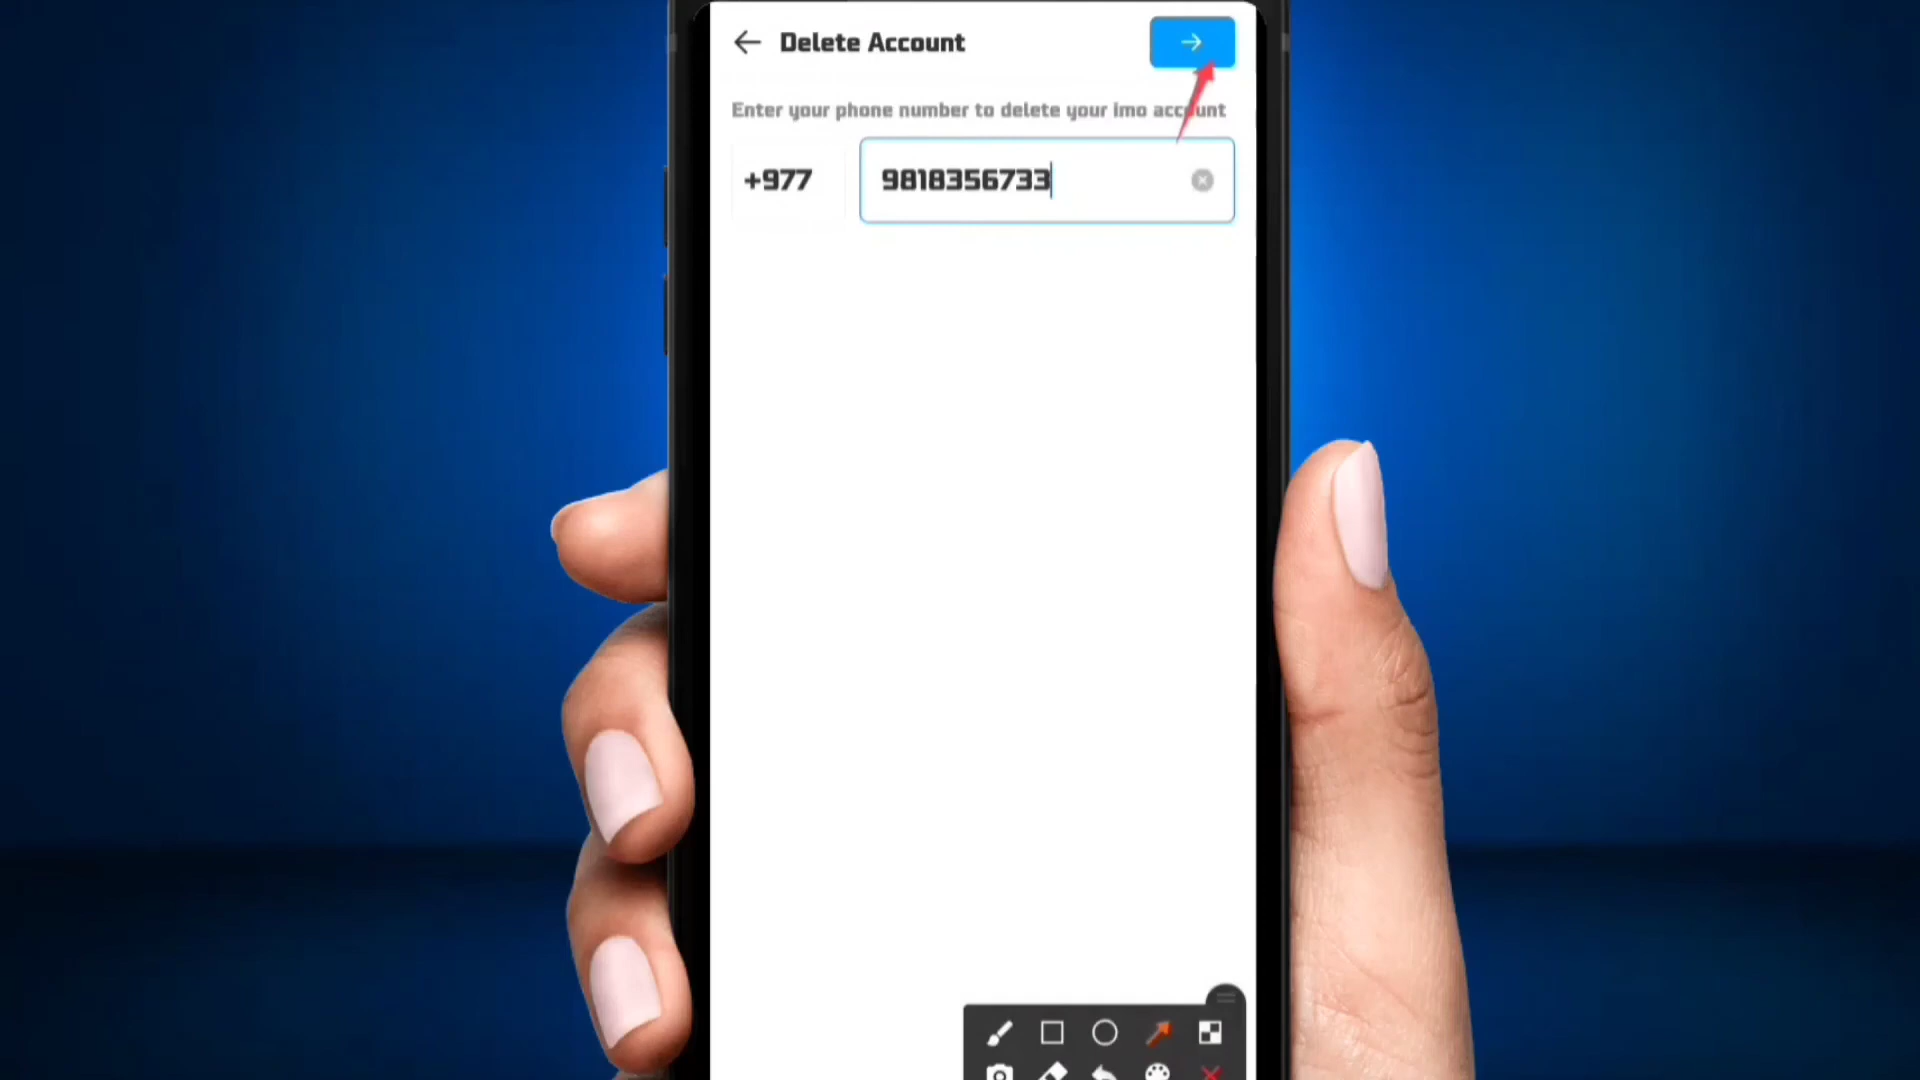 Delete Account
Enter your phone number to delete your imo account
+977 9818356733